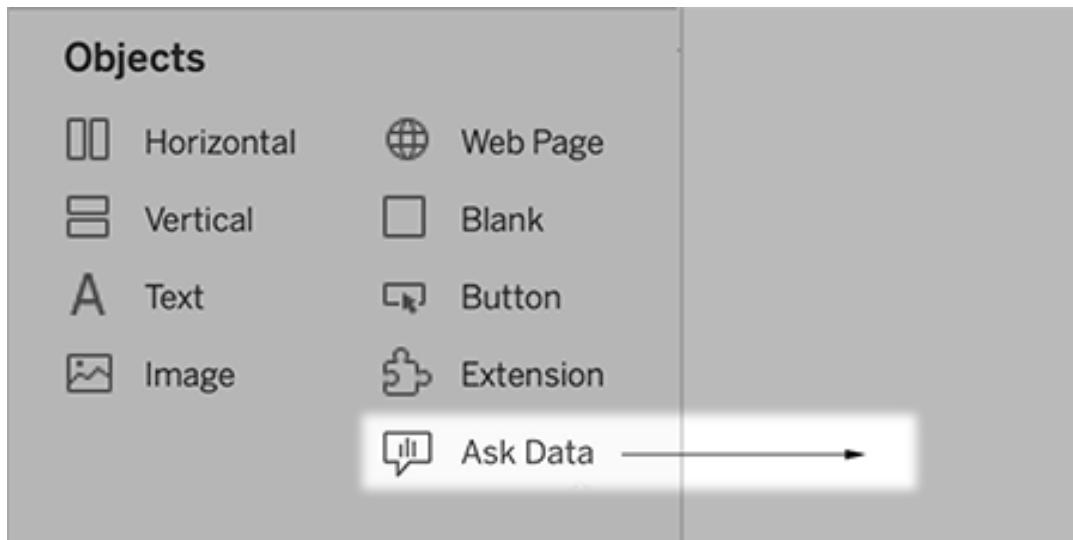 Objects
Horizontal
Web Page
Vertical
Blank
Text
Button
Image
Extension
Ask Data